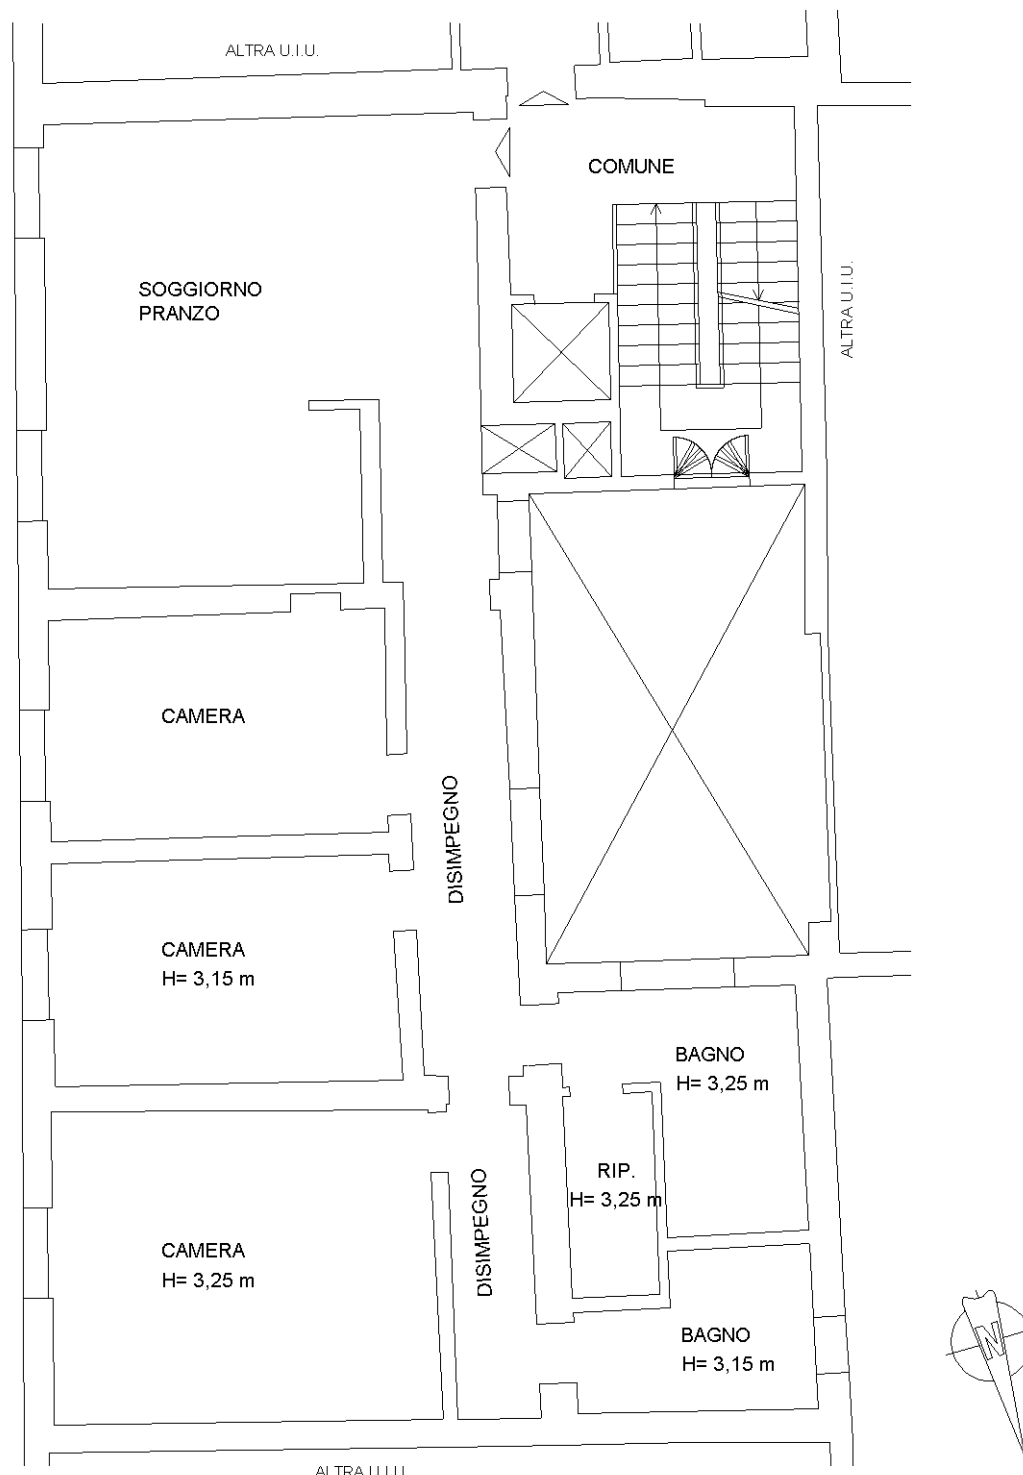 ALTRA U.I.U.
COMUNE
SOGGIORNO
PRANZO
ALTRA U.I.U.
CAMERA
DISIMPEGNO
CAMERA
H= 3,15 m
BAGNO
H= 3,25 m
RIP.
H= 3,25 m
DISIMPEGNO
CAMERA
H= 3,25 m
BAGNO
H= 3,15 m
N
ALTRA U.I.U.